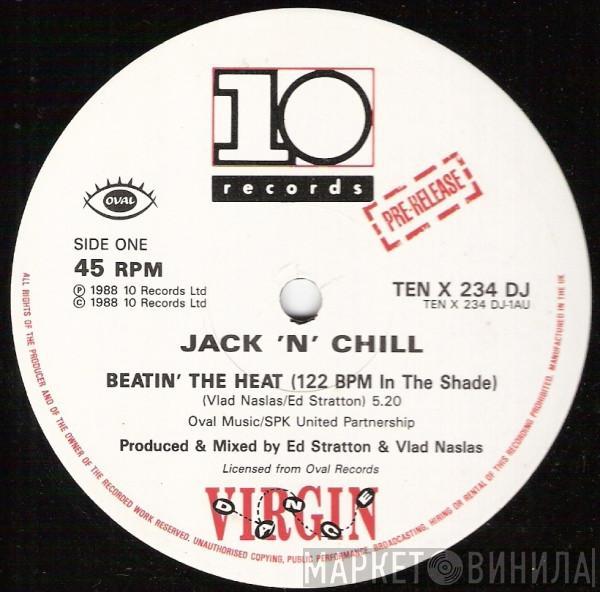 10
records
PRE-RELEASE
OVAL
SIDE ONE
45 RPM
℗ 1988 10 Records Ltd
© 1988 10 Records Ltd
TEN X 234 DJ
TEN X 234 DJ-1AU
JACK 'N' CHILL
BEATIN' THE HEAT (122 BPM In The Shade)
(Vlad Naslas/Ed Stratton) 5.20
Oval Music/SPK United Partnership
Produced & Mixed by Ed Stratton & Vlad Naslas
Licensed from Oval Records
VIRGIN
DANCE
ALL RIGHTS OF THE PRODUCER AND OF THE OWNER OF THE RECORDED WORK RESERVED. UNAUTHORISED COPYING, PUBLIC PERFORMANCE, BROADCASTING, HIRING OR RENTAL OF THIS RECORDING PROHIBITED. MANUFACTURED IN THE UK
МАРКЕТ ВИНИЛА